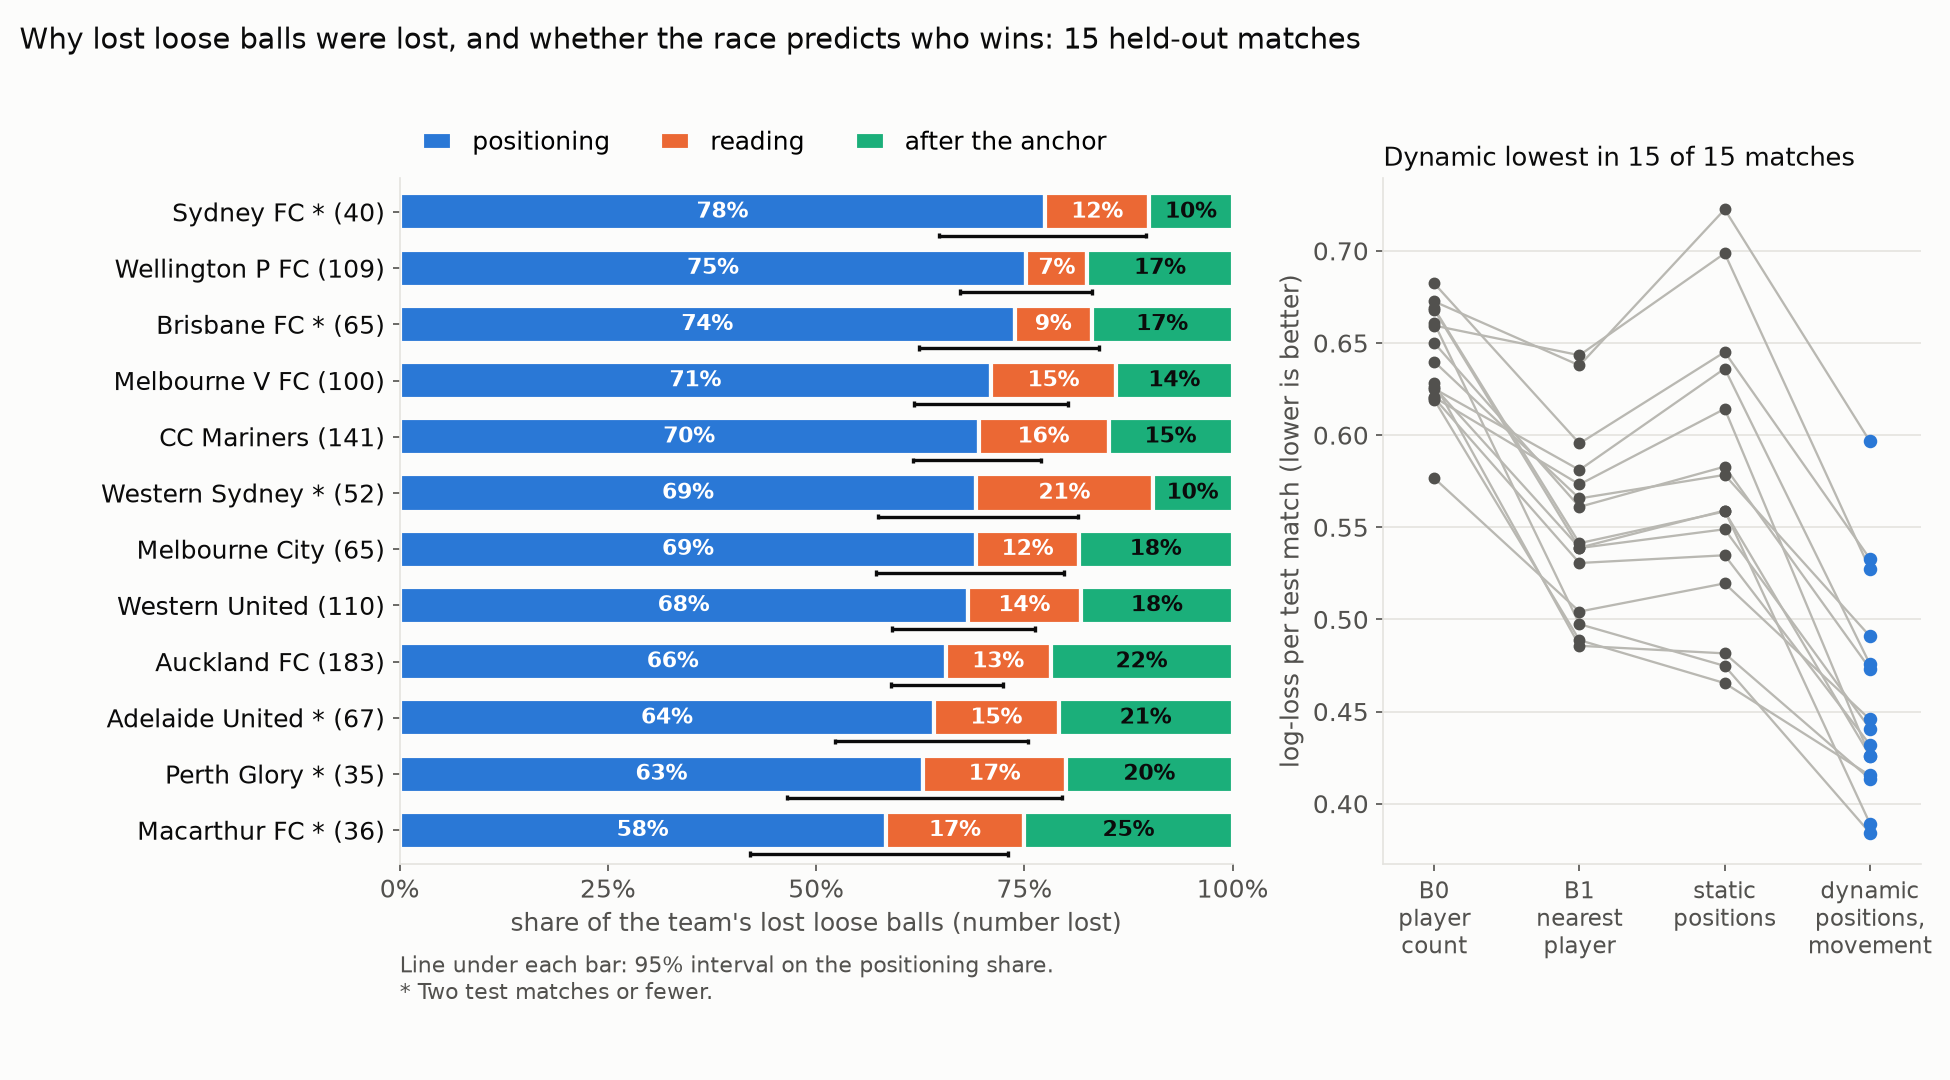 Why lost loose balls were lost, and whether the race predicts who wins: 15 held-out matches
positioning
reading
after the anchor
Sydney FC * (40)
78%
12%
10%
Wellington P FC (109)
75%
7%
17%
Brisbane FC * (65)
74%
9%
17%
Melbourne V FC (100)
71%
15%
14%
CC Mariners (141)
70%
16%
15%
Western Sydney * (52)
69%
21%
10%
Melbourne City (65)
69%
12%
18%
Western United (110)
68%
14%
18%
Auckland FC (183)
66%
13%
22%
Adelaide United * (67)
64%
15%
21%
Perth Glory * (35)
63%
17%
20%
Macarthur FC * (36)
58%
17%
25%
0%
25%
50%
75%
100%
share of the team's lost loose balls (number lost)
Line under each bar: 95% interval on the positioning share.
* Two test matches or fewer.
Dynamic lowest in 15 of 15 matches
log-loss per test match (lower is better)
0.70
0.65
0.60
0.55
0.50
0.45
0.40
B0
player
count
B1
nearest
player
static
positions
dynamic
positions,
movement